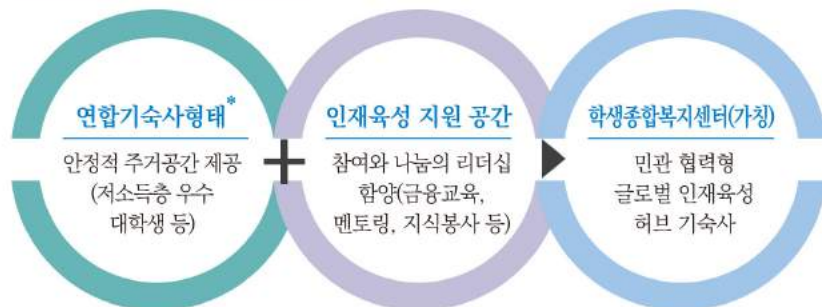 연합기숙사형태*
안정적 주거공간 제공
(저소득층 우수
대학생 등)
+
인재육성 지원 공간
참여와 나눔의 리더십
함양(금융교육,
멘토링, 지식봉사 등)
학생종합복지센터(가칭)
민관 협력형
글로벌 인재육성
허브 기숙사